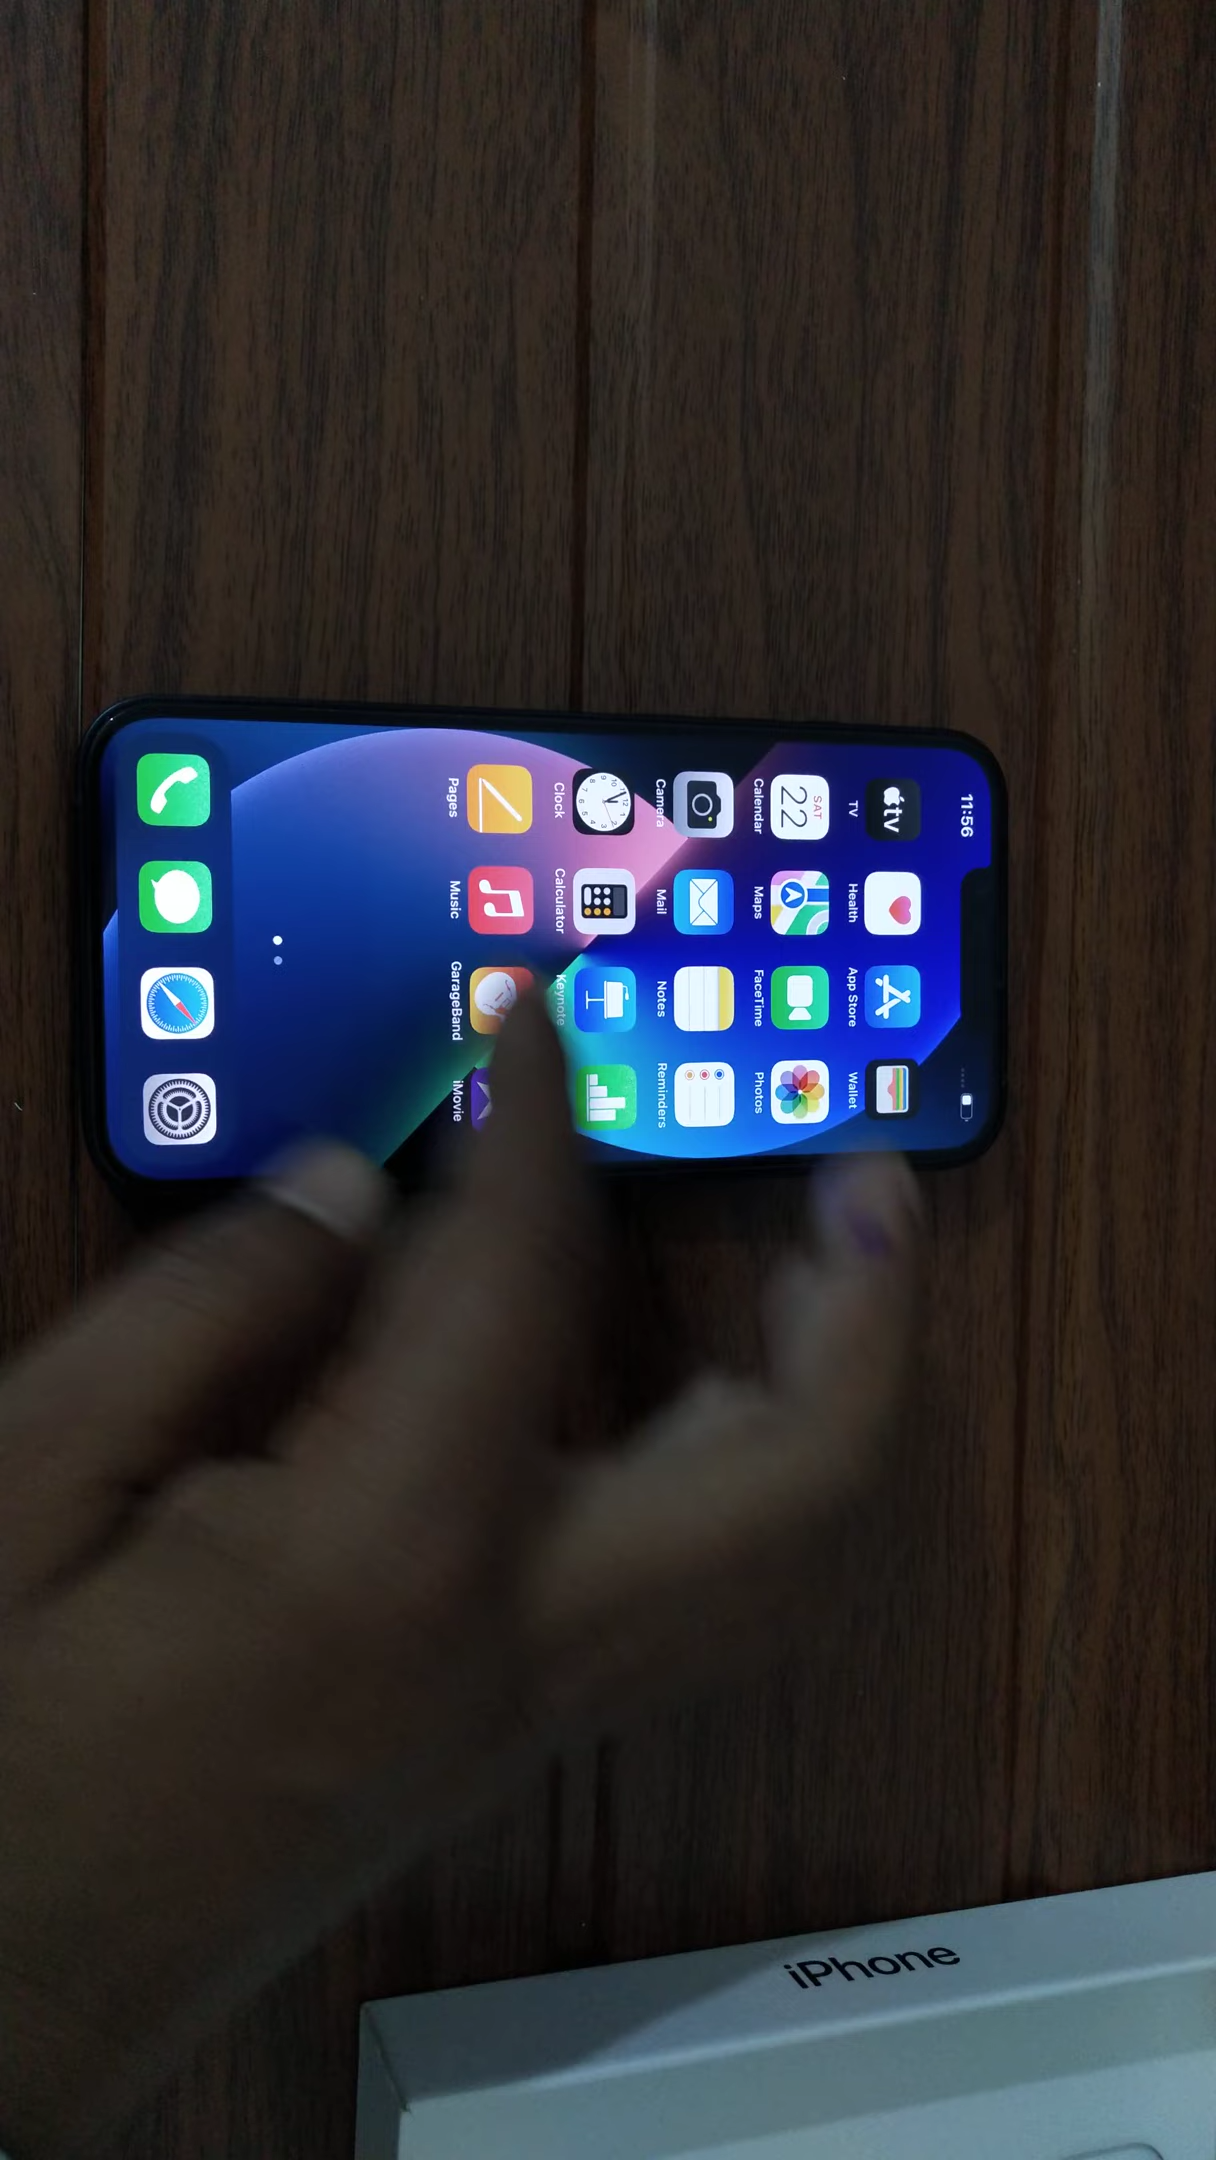 11:56
tv
TV Health App Store Wallet
SAT
22
Calendar Maps FaceTime Photos
Camera Mail Notes Reminders
Clock Calculator Keynote
Pages Music GarageBand iMovie
iPhone